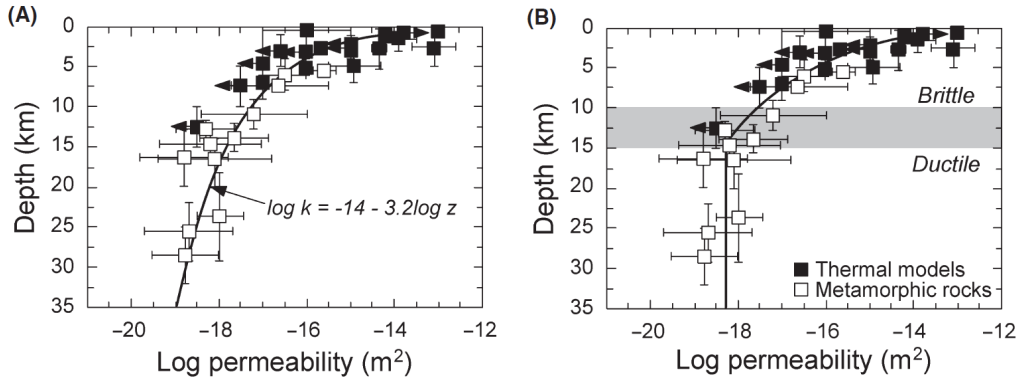 (A)
0
5
10
15
20
25
30
35
Depth (km)
log k = -14 - 3.2log z
−20 −18 −16 −14 −12
Log permeability (m²)
(B)
0
5
10
15
20
25
30
35
Depth (km)
Brittle
Ductile
Thermal models
Metamorphic rocks
−20 −18 −16 −14 −12
Log permeability (m²)